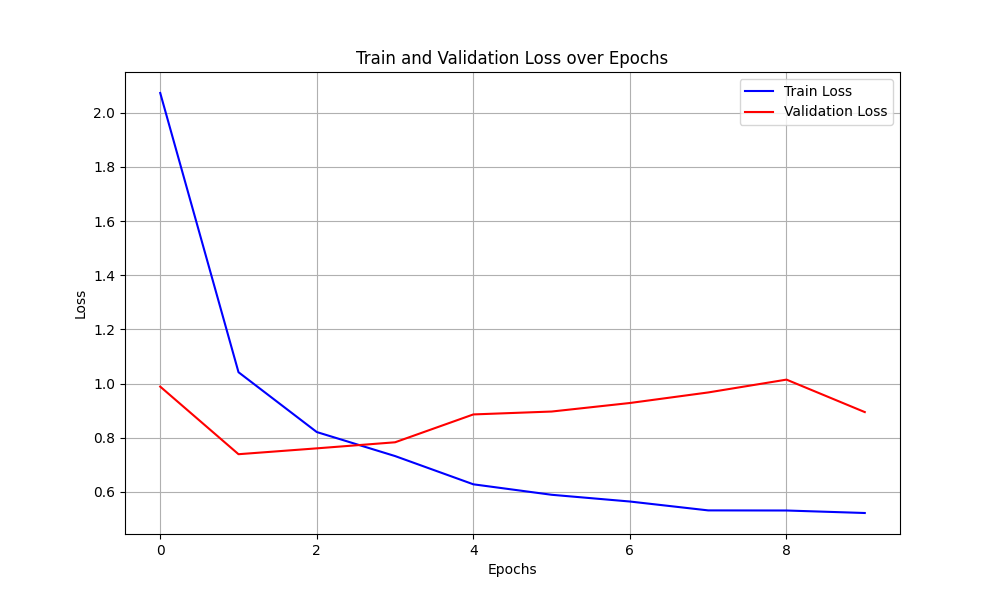 Train and Validation Loss over Epochs
Train Loss
Validation Loss
2.0
1.8
1.6
1.4
1.2
1.0
0.8
0.6
Loss
0 2 4 6 8
Epochs